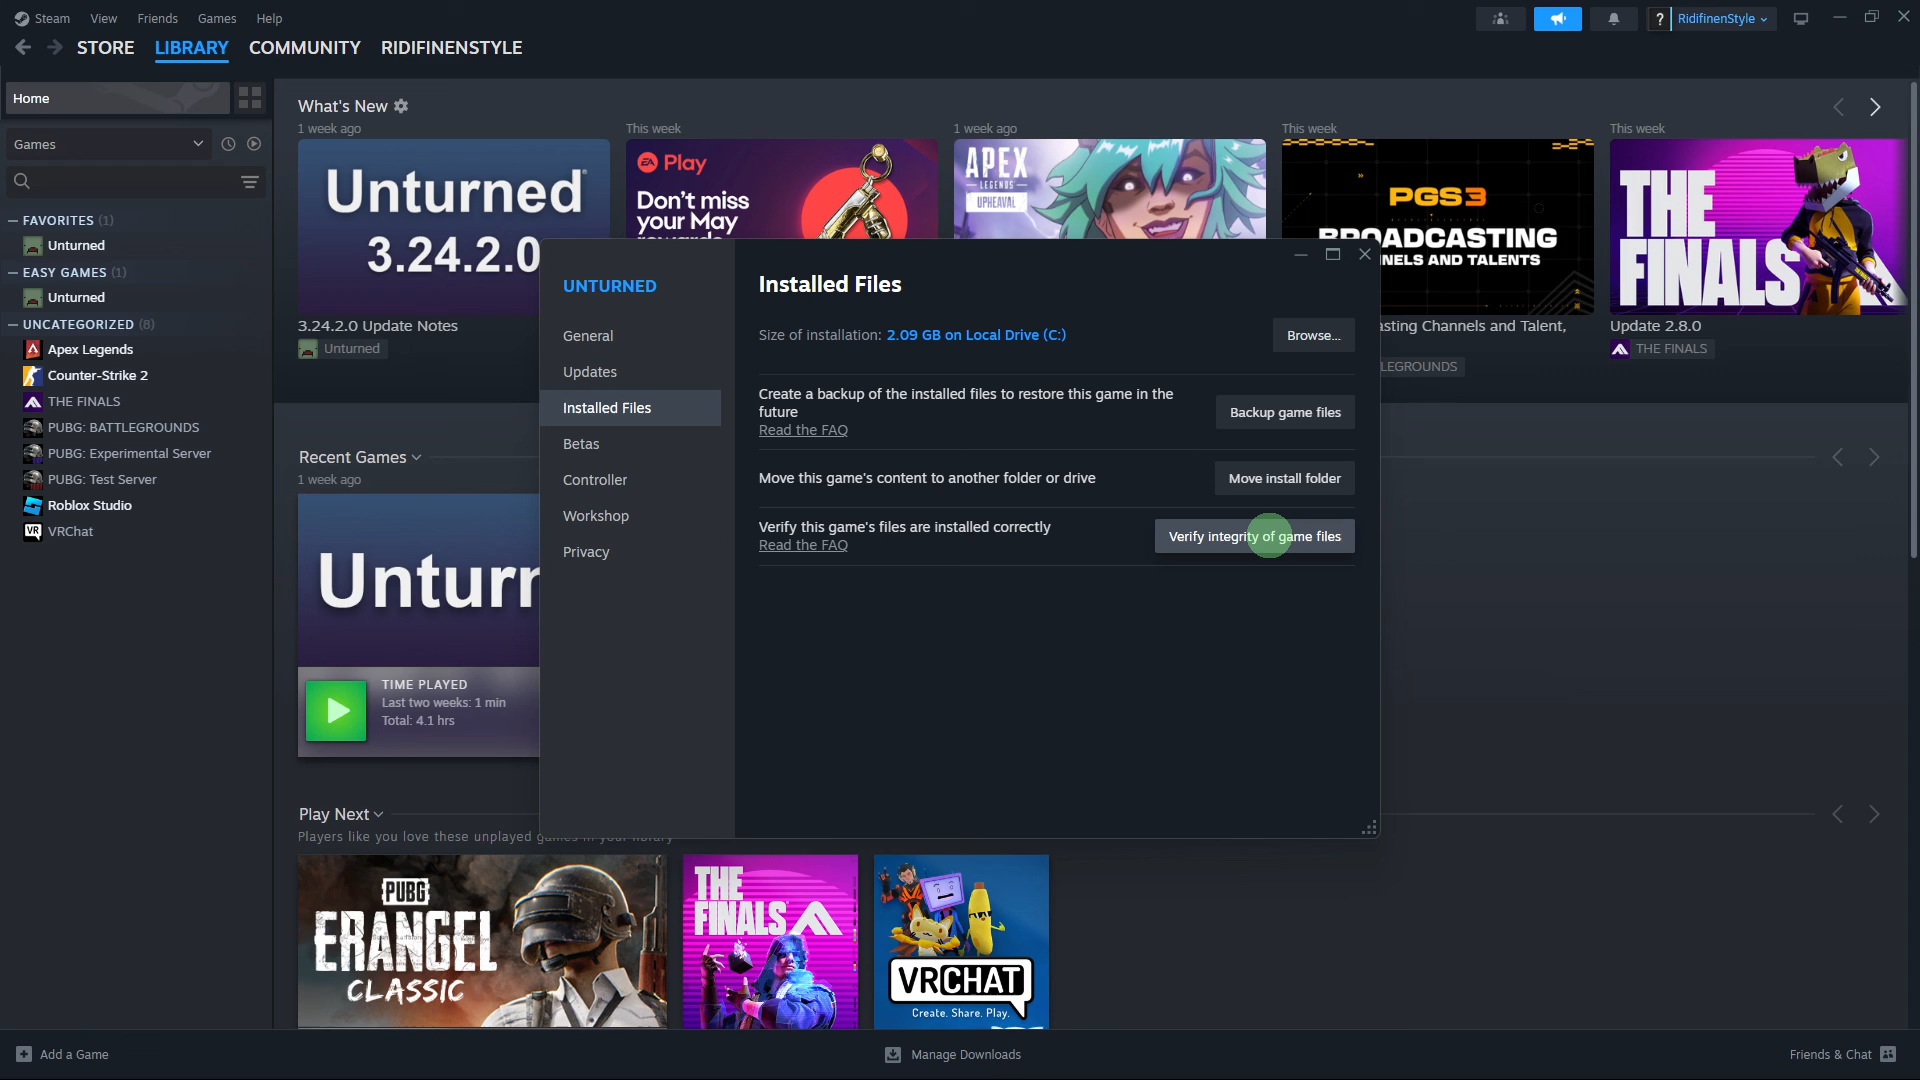 Steam View Friends Games Help
? RidifinenStyle
STORE LIBRARY COMMUNITY RIDIFINENSTYLE
Home
Games
FAVORITES (1)
Unturned
EASY GAMES (1)
Unturned
UNCATEGORIZED (8)
Apex Legends
Counter-Strike 2
THE FINALS
PUBG: BATTLEGROUNDS
PUBG: Experimental Server
PUBG: Test Server
Roblox Studio
VR VRChat
What's New
1 week ago
Unturned
3.24.2.0
3.24.2.0 Update Notes
Unturned
This week
EA Play
Don't miss
your May
1 week ago
APEX
LEGENDS
UPHEAVAL
This week
PGS3
BROADCASTING
NELS AND TALENTS
asting Channels and Talent,
LEGROUNDS
This week
THE
FINALS
Update 2.8.0
THE FINALS
UNTURNED
General
Updates
Installed Files
Betas
Controller
Workshop
Privacy
Installed Files
Size of installation: 2.09 GB on Local Drive (C:)
Browse...
Create a backup of the installed files to restore this game in the
future
Read the FAQ
Backup game files
Move this game's content to another folder or drive
Move install folder
Verify this game's files are installed correctly
Read the FAQ
Verify integrity of game files
Recent Games
1 week ago
Unturn
TIME PLAYED
Last two weeks: 1 min
Total: 4.1 hrs
Play Next
Players like you love these unplayed games in your library
PUBG
ERANGEL
CLASSIC
THE
FINALS
VRCHAT
Create. Share. Play.
Add a Game
Manage Downloads
Friends & Chat